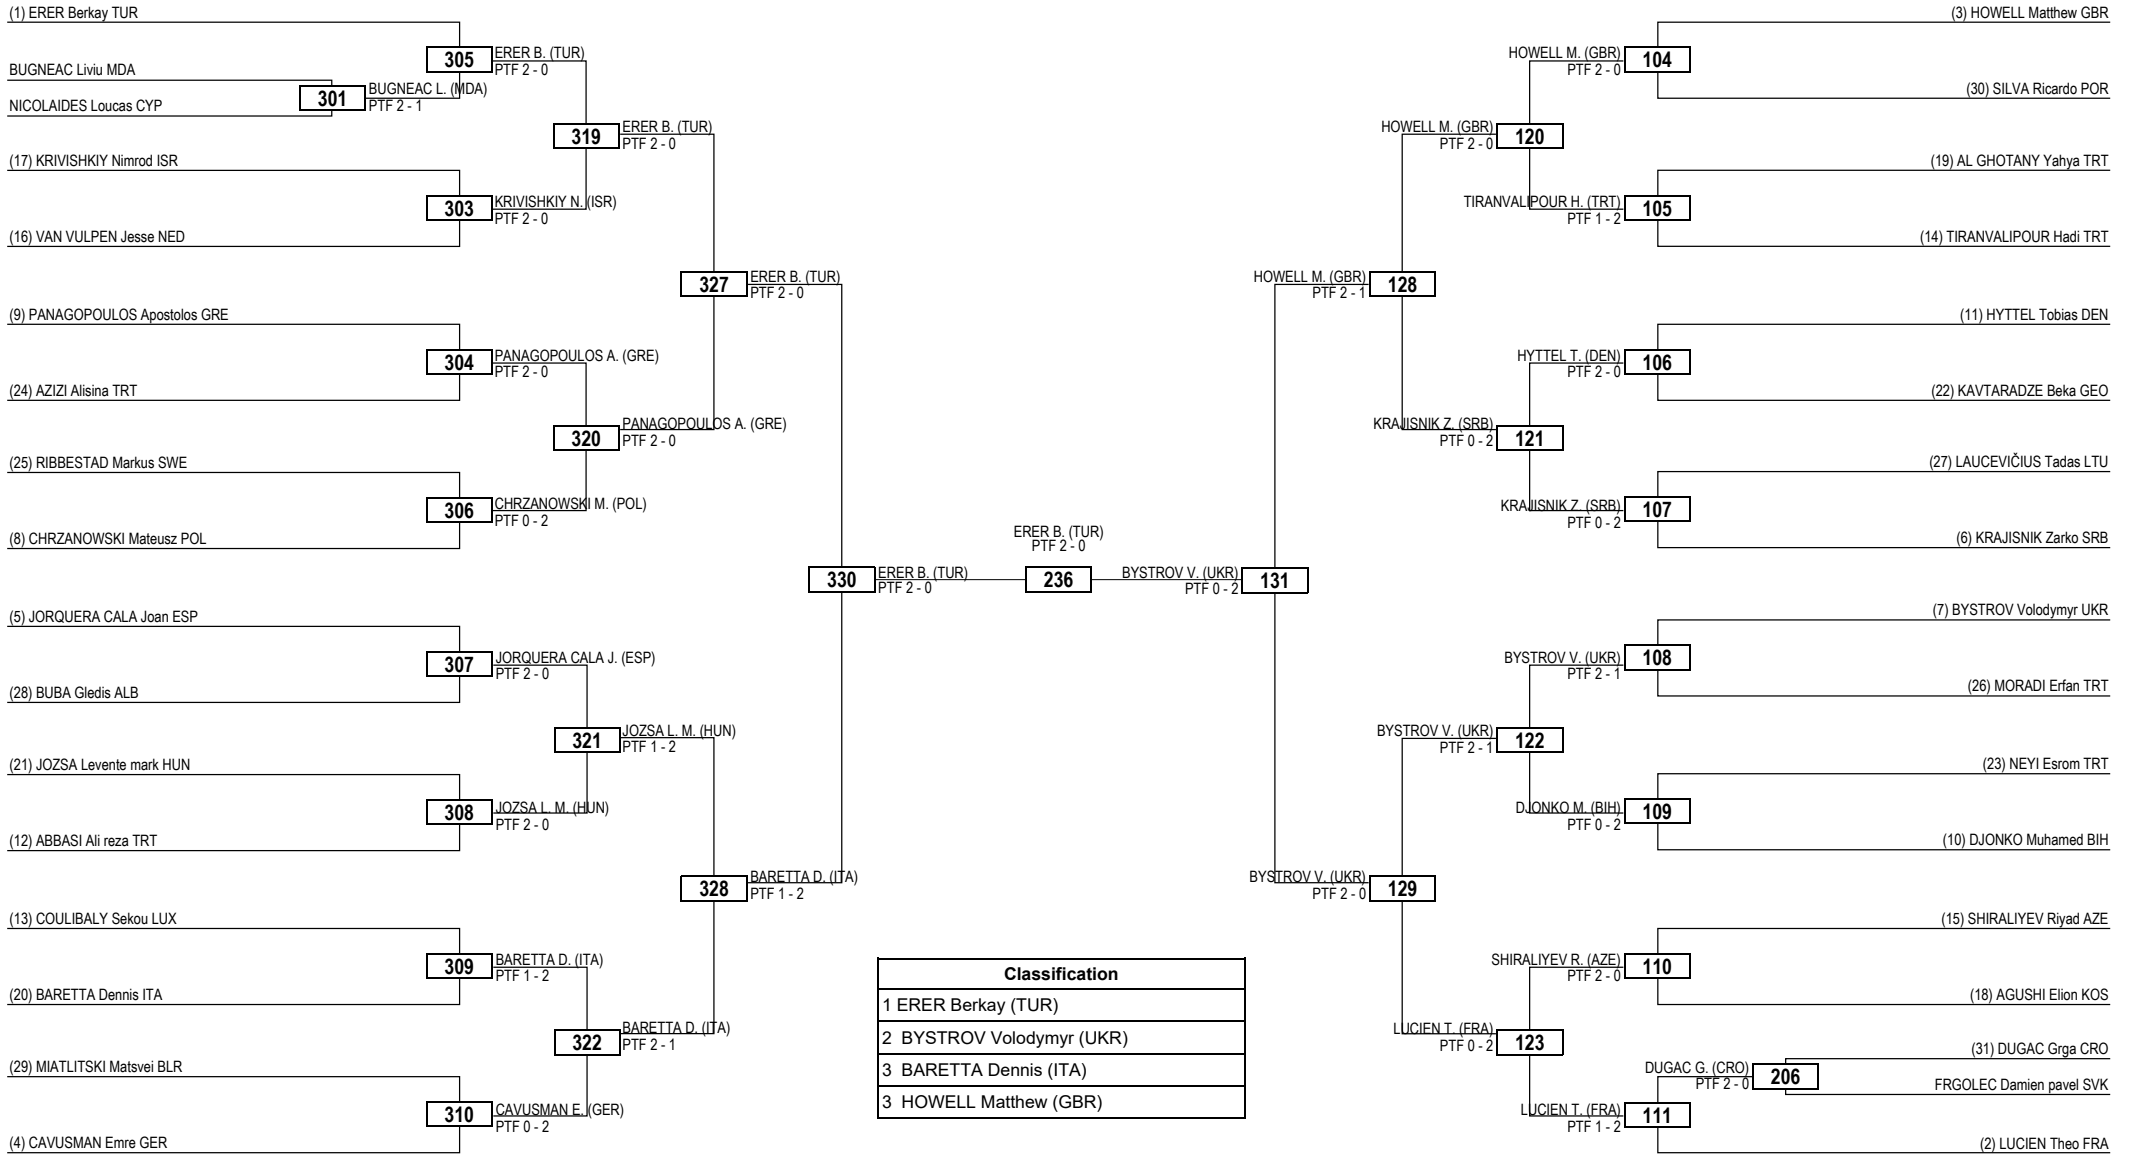 (1) ERER Berkay TUR
305
ERER B. (TUR)
PTF 2 - 0
BUGNEAC Liviu MDA
301
BUGNEAC L. (MDA)
PTF 2 - 1
NICOLAIDES Loucas CYP
319
ERER B. (TUR)
PTF 2 - 0
(17) KRIVISHKIY Nimrod ISR
303
KRIVISHKIY N. (ISR)
PTF 2 - 0
(16) VAN VULPEN Jesse NED
327
ERER B. (TUR)
PTF 2 - 0
(9) PANAGOPOULOS Apostolos GRE
304
PANAGOPOULOS A. (GRE)
PTF 2 - 0
(24) AZIZI Alisina TRT
320
PANAGOPOULOS A. (GRE)
PTF 2 - 0
(25) RIBBESTAD Markus SWE
306
CHRZANOWSKI M. (POL)
PTF 0 - 2
(8) CHRZANOWSKI Mateusz POL
330
ERER B. (TUR)
PTF 2 - 0
(5) JORQUERA CALA Joan ESP
307
JORQUERA CALA J. (ESP)
PTF 2 - 0
(28) BUBA Gledis ALB
321
JOZSA L. M. (HUN)
PTF 1 - 2
(21) JOZSA Levente mark HUN
308
JOZSA L. M. (HUN)
PTF 2 - 0
(12) ABBASI Ali reza TRT
328
BARETTA D. (ITA)
PTF 1 - 2
(13) COULIBALY Sekou LUX
309
BARETTA D. (ITA)
PTF 1 - 2
(20) BARETTA Dennis ITA
322
BARETTA D. (ITA)
PTF 2 - 1
(29) MIATLITSKI Matsvei BLR
310
CAVUSMAN E. (GER)
PTF 0 - 2
(4) CAVUSMAN Emre GER
ERER B. (TUR)
PTF 2 - 0
236
(3) HOWELL Matthew GBR
HOWELL M. (GBR)
PTF 2 - 0
104
(30) SILVA Ricardo POR
HOWELL M. (GBR)
PTF 2 - 0
120
(19) AL GHOTANY Yahya TRT
TIRANVALIPOUR H. (TRT)
PTF 1 - 2
105
(14) TIRANVALIPOUR Hadi TRT
HOWELL M. (GBR)
PTF 2 - 1
128
(11) HYTTEL Tobias DEN
HYTTEL T. (DEN)
PTF 2 - 0
106
(22) KAVTARADZE Beka GEO
KRAJISNIK Z. (SRB)
PTF 0 - 2
121
(27) LAUCEVIČIUS Tadas LTU
KRAJISNIK Z. (SRB)
PTF 0 - 2
107
(6) KRAJISNIK Zarko SRB
BYSTROV V. (UKR)
PTF 0 - 2
131
(7) BYSTROV Volodymyr UKR
BYSTROV V. (UKR)
PTF 2 - 1
108
(26) MORADI Erfan TRT
BYSTROV V. (UKR)
PTF 2 - 1
122
(23) NEYI Esrom TRT
DJONKO M. (BIH)
PTF 0 - 2
109
(10) DJONKO Muhamed BIH
BYSTROV V. (UKR)
PTF 2 - 0
129
(15) SHIRALIYEV Riyad AZE
SHIRALIYEV R. (AZE)
PTF 2 - 0
110
(18) AGUSHI Elion KOS
LUCIEN T. (FRA)
PTF 0 - 2
123
(31) DUGAC Grga CRO
DUGAC G. (CRO)
PTF 2 - 0
206
FRGOLEC Damien pavel SVK
LUCIEN T. (FRA)
PTF 1 - 2
111
(2) LUCIEN Theo FRA
Classification
1 ERER Berkay (TUR)
2 BYSTROV Volodymyr (UKR)
3 BARETTA Dennis (ITA)
3 HOWELL Matthew (GBR)